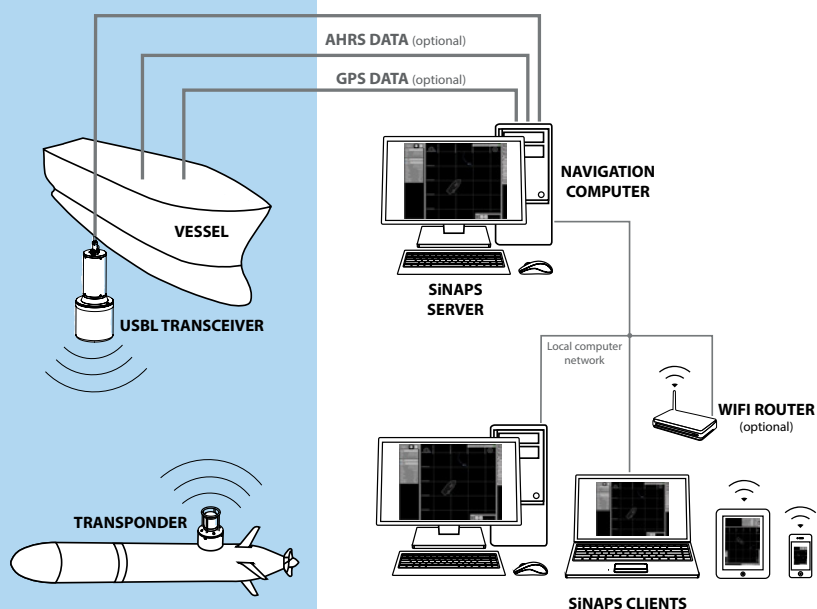 AHRS DATA (optional)
GPS DATA (optional)
NAVIGATION
COMPUTER
VESSEL
SiNAPS
SERVER
USBL TRANSCEIVER
Local computer
network
WIFI ROUTER
(optional)
TRANSPONDER
SiNAPS CLIENTS